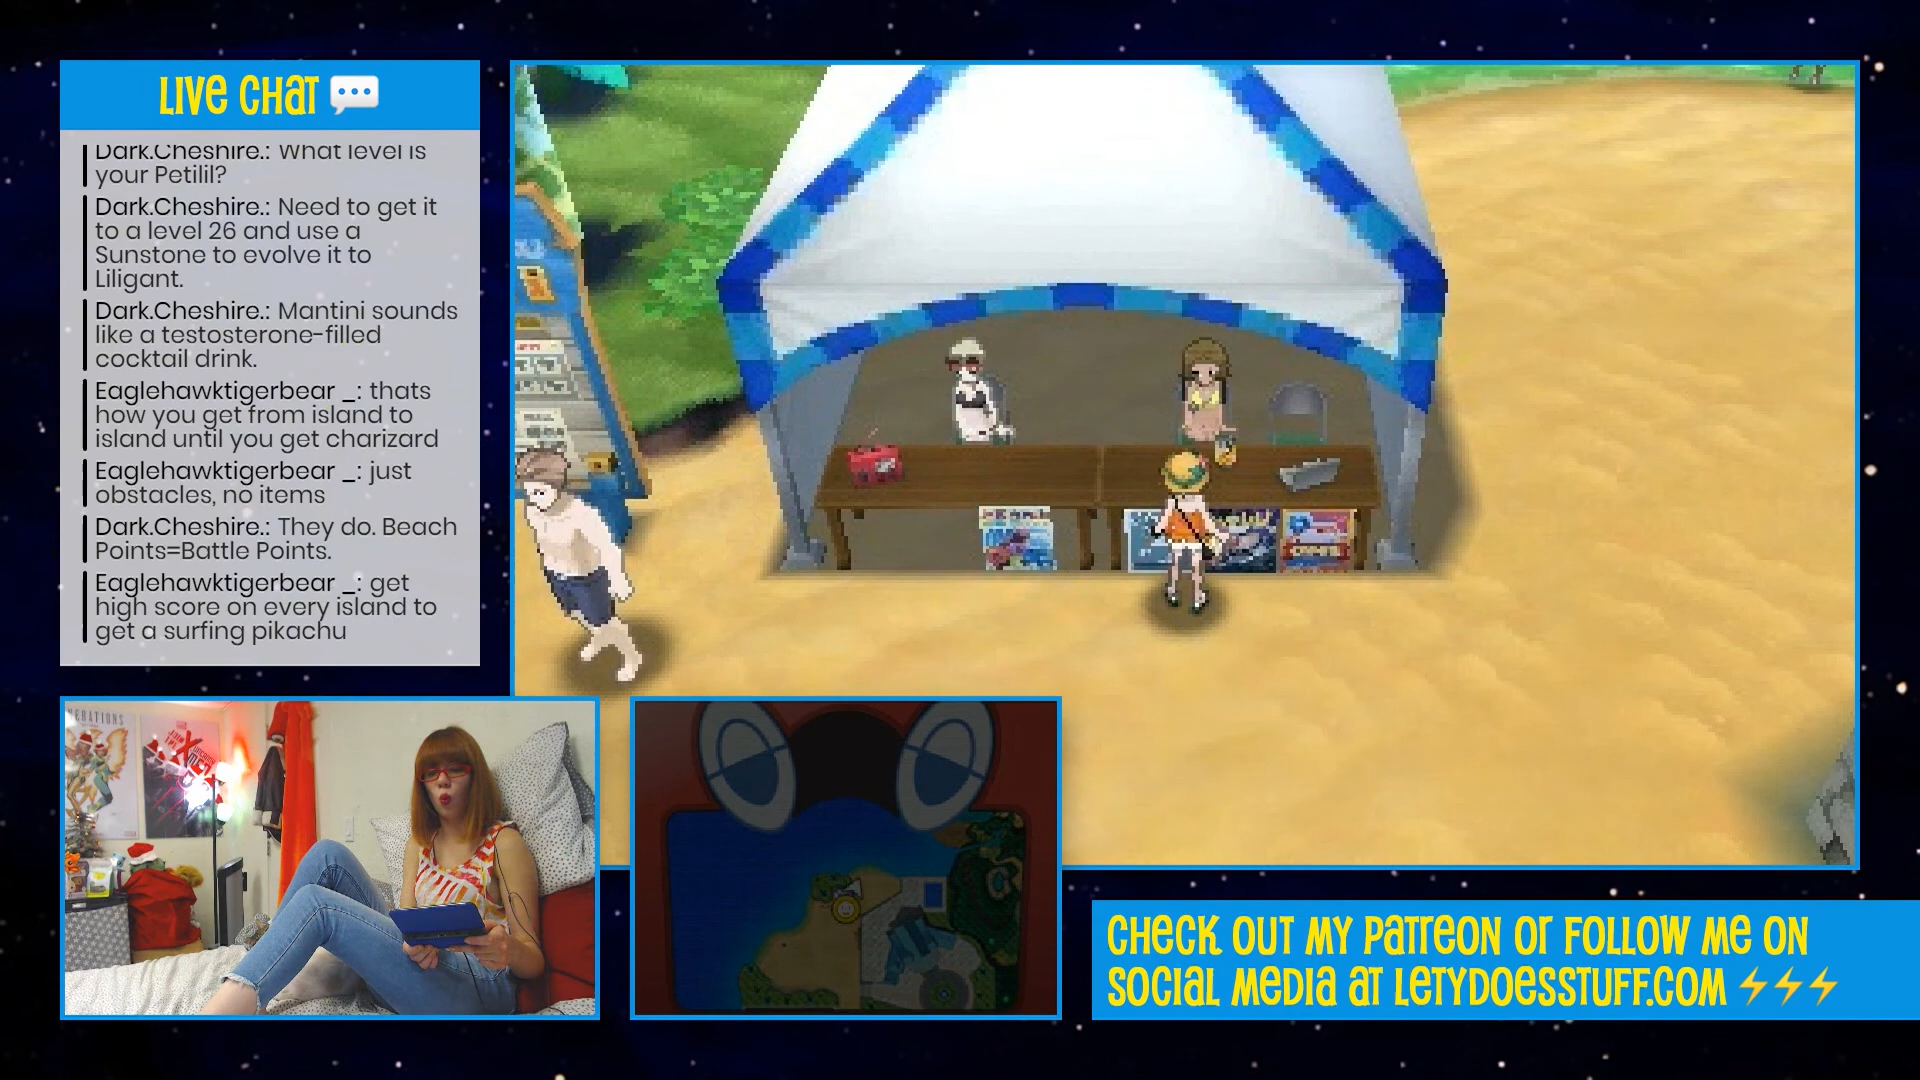 LIVE CHAT
Dark.Cheshire.: What level is
your Petilil?
Dark.Cheshire.: Need to get it
to a level 26 and use a
Sunstone to evolve it to
Liligant.
Dark.Cheshire.: Mantini sounds
like a testosterone-filled
cocktail drink.
Eaglehawktigerbear _: thats
how you get from island to
island until you get charizard
Eaglehawktigerbear _: just
obstacles, no items
Dark.Cheshire.: They do. Beach
Points=Battle Points.
Eaglehawktigerbear _: get
high score on every island to
get a surfing pikachu
CHECK OUT MY PATREON OR FOLLOW ME ON
SOCIAL MEDIA AT LETYDOESSTUFF.COM